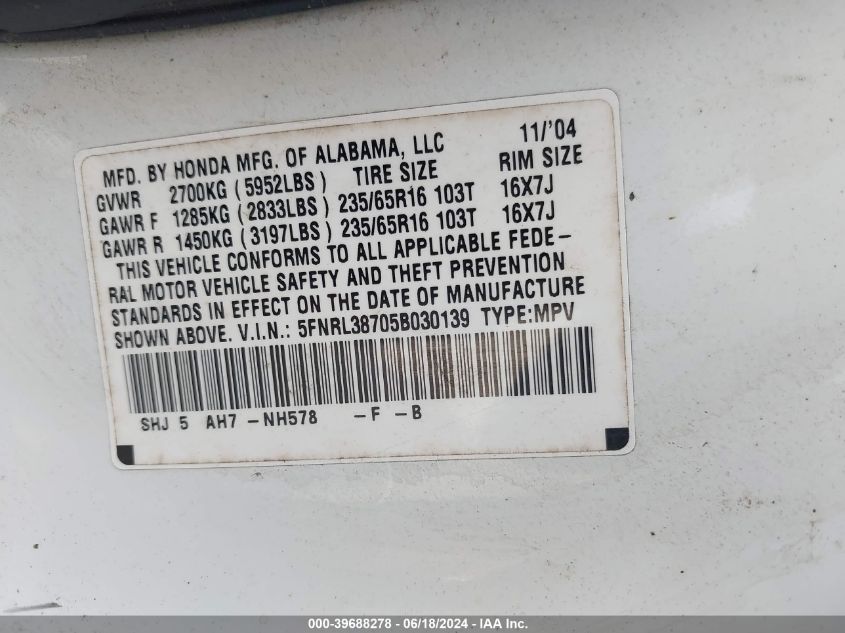 MFD. BY HONDA MFG. OF ALABAMA, LLC 11/'04
GVWR 2700KG (5952LBS) TIRE SIZE RIM SIZE
GAWR F 1285KG (2833LBS) 235/65R16 103T 16X7J
GAWR R 1450KG (3197LBS) 235/65R16 103T 16X7J
THIS VEHICLE CONFORMS TO ALL APPLICABLE FEDE-
RAL MOTOR VEHICLE SAFETY AND THEFT PREVENTION
STANDARDS IN EFFECT ON THE DATE OF MANUFACTURE
SHOWN ABOVE. V.I.N.: 5FNRL38705B030139 TYPE:MPV
SHJ 5 AH7 -NH578 -F -B
000-39688278 - 06/18/2024 - IAA Inc.